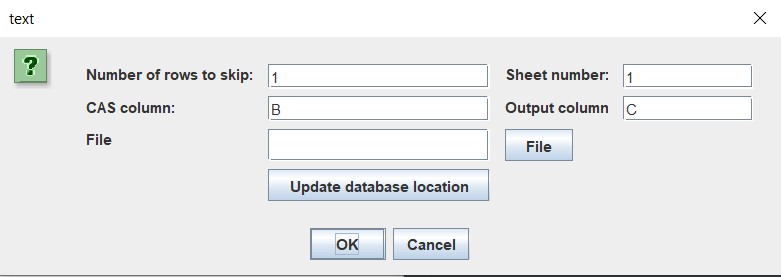 text
?
Number of rows to skip: 1 Sheet number: 1
CAS column: B Output column C
File File
Update database location
OK Cancel